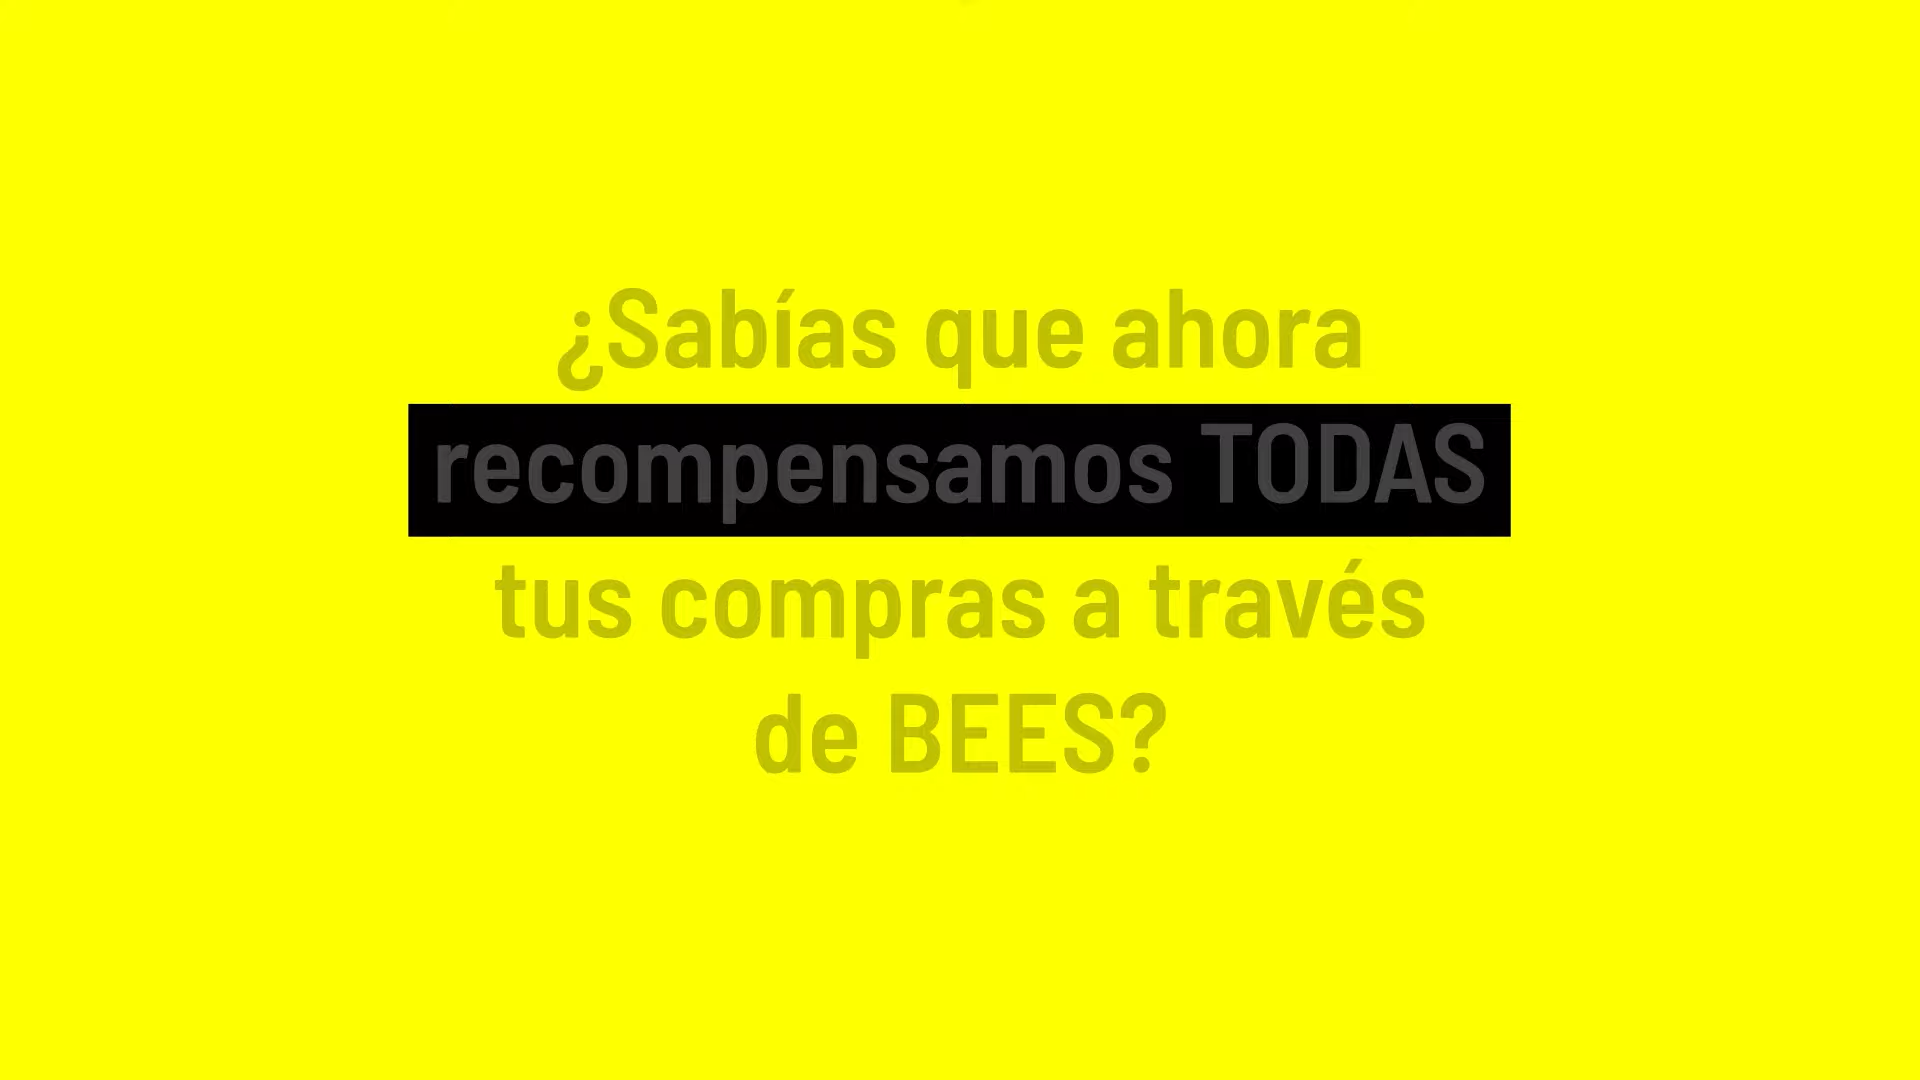 ¿Sabías que ahora
recompensamos TODAS
tus compras a través
de BEES?